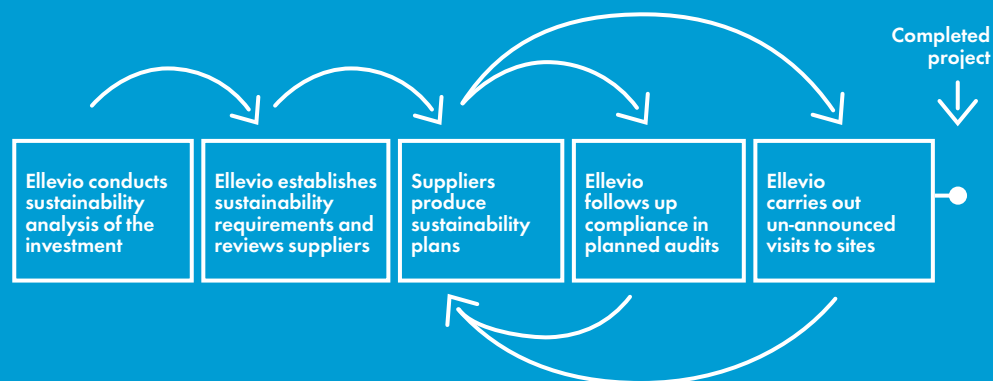 Completed
project
Ellevio conducts
sustainability
analysis of the
investment
Ellevio establishes
sustainability
requirements and
reviews suppliers
Suppliers
produce
sustainability
plans
Ellevio
follows up
compliance in
planned audits
Ellevio
carries out
un-announced
visits to sites